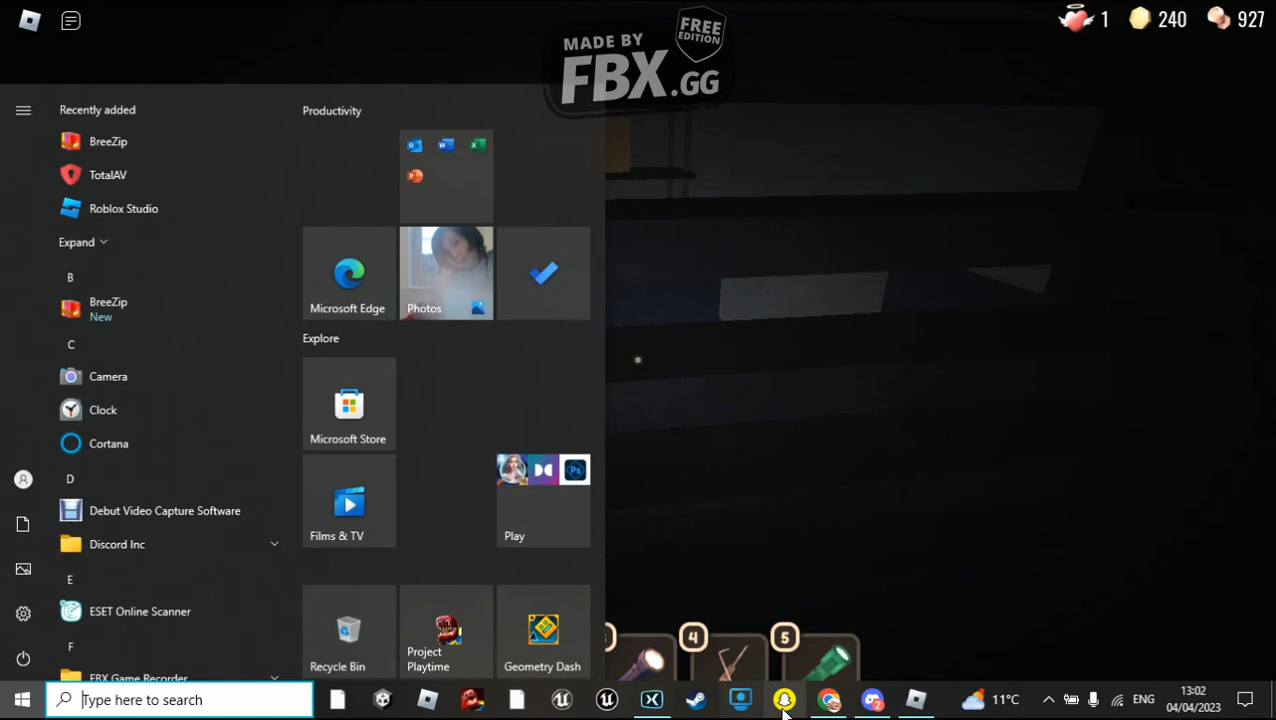 1 240 927
MADE BY
FBX.GG
FREE
EDITION
Recently added
BreeZip
TotalAV
Roblox Studio
Expand
B
BreeZip
New
C
Camera
Clock
Cortana
D
Debut Video Capture Software
Discord Inc
E
ESET Online Scanner
F
FBX Game Recorder
Productivity
Microsoft Edge
Photos
Explore
Microsoft Store
Films & TV
Play
Recycle Bin
Project
Playtime
Geometry Dash
4
5
Type here to search
11°C
ENG
13:02
04/04/2023